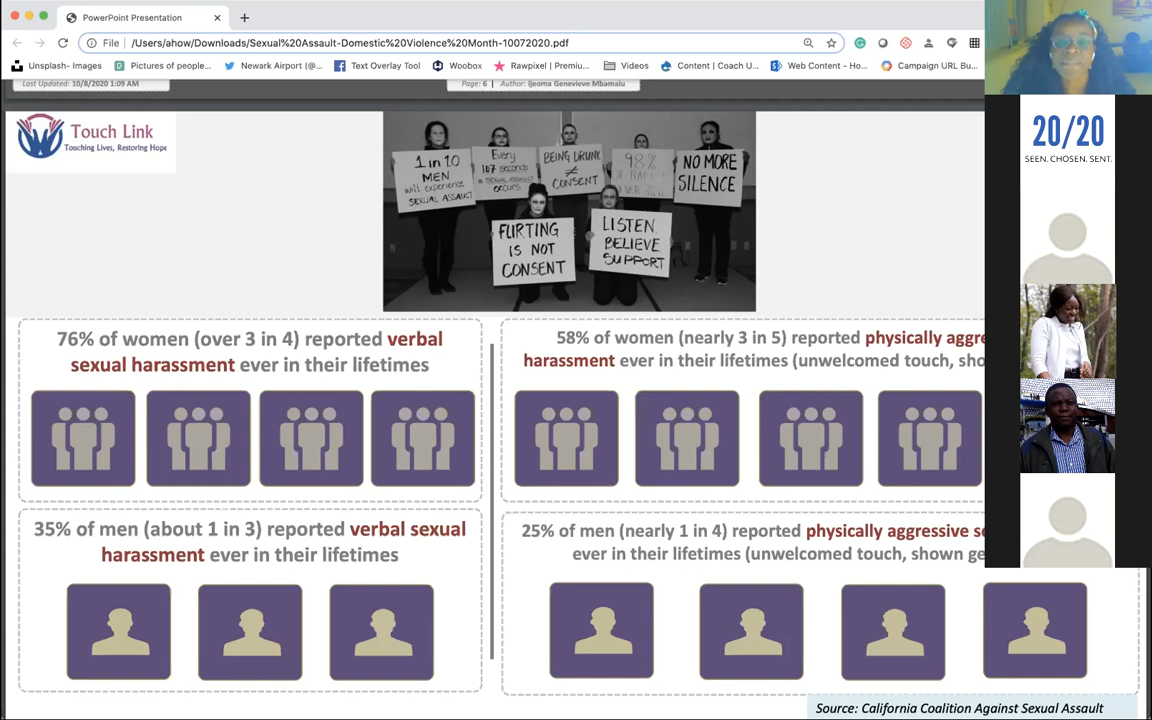 PowerPoint Presentation
File
/Users/ahow/Downloads/Sexual%20Assault-Domestic%20Violence%20Month-10072020.pdf
Unsplash- Images
Pictures of people...
Newark Airport (@...
Text Overlay Tool
Woobox
Rawpixel | Premiu...
Videos
Content | Coach U...
Web Content - Ho...
Campaign URL Bu...
Last Updated: 10/8/2020 1:09 AM
Page: 6 | Author: Ijeoma Genevieve Mbamalu
Touch Link
Touching Lives, Restoring Hope
1 in 10
MEN
will experience
SEXUAL ASSAULT
Every
107 seconds
a SEXUAL ASSAULT
occurs
BEING DRUNK
≠
CONSENT
98%
NO MORE
SILENCE
FLIRTING
IS NOT
CONSENT
LISTEN.
BELIEVE.
SUPPORT
76% of women (over 3 in 4) reported verbal
sexual harassment ever in their lifetimes
58% of women (nearly 3 in 5) reported physically aggre
harassment ever in their lifetimes (unwelcomed touch, sho
35% of men (about 1 in 3) reported verbal sexual
harassment ever in their lifetimes
25% of men (nearly 1 in 4) reported physically aggressive se
ever in their lifetimes (unwelcomed touch, shown ge
Source: California Coalition Against Sexual Assault
20/20
SEEN. CHOSEN. SENT.